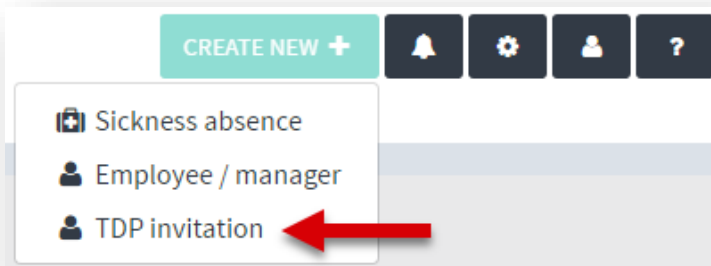 CREATE NEW +
?
Sickness absence
Employee / manager
TDP invitation